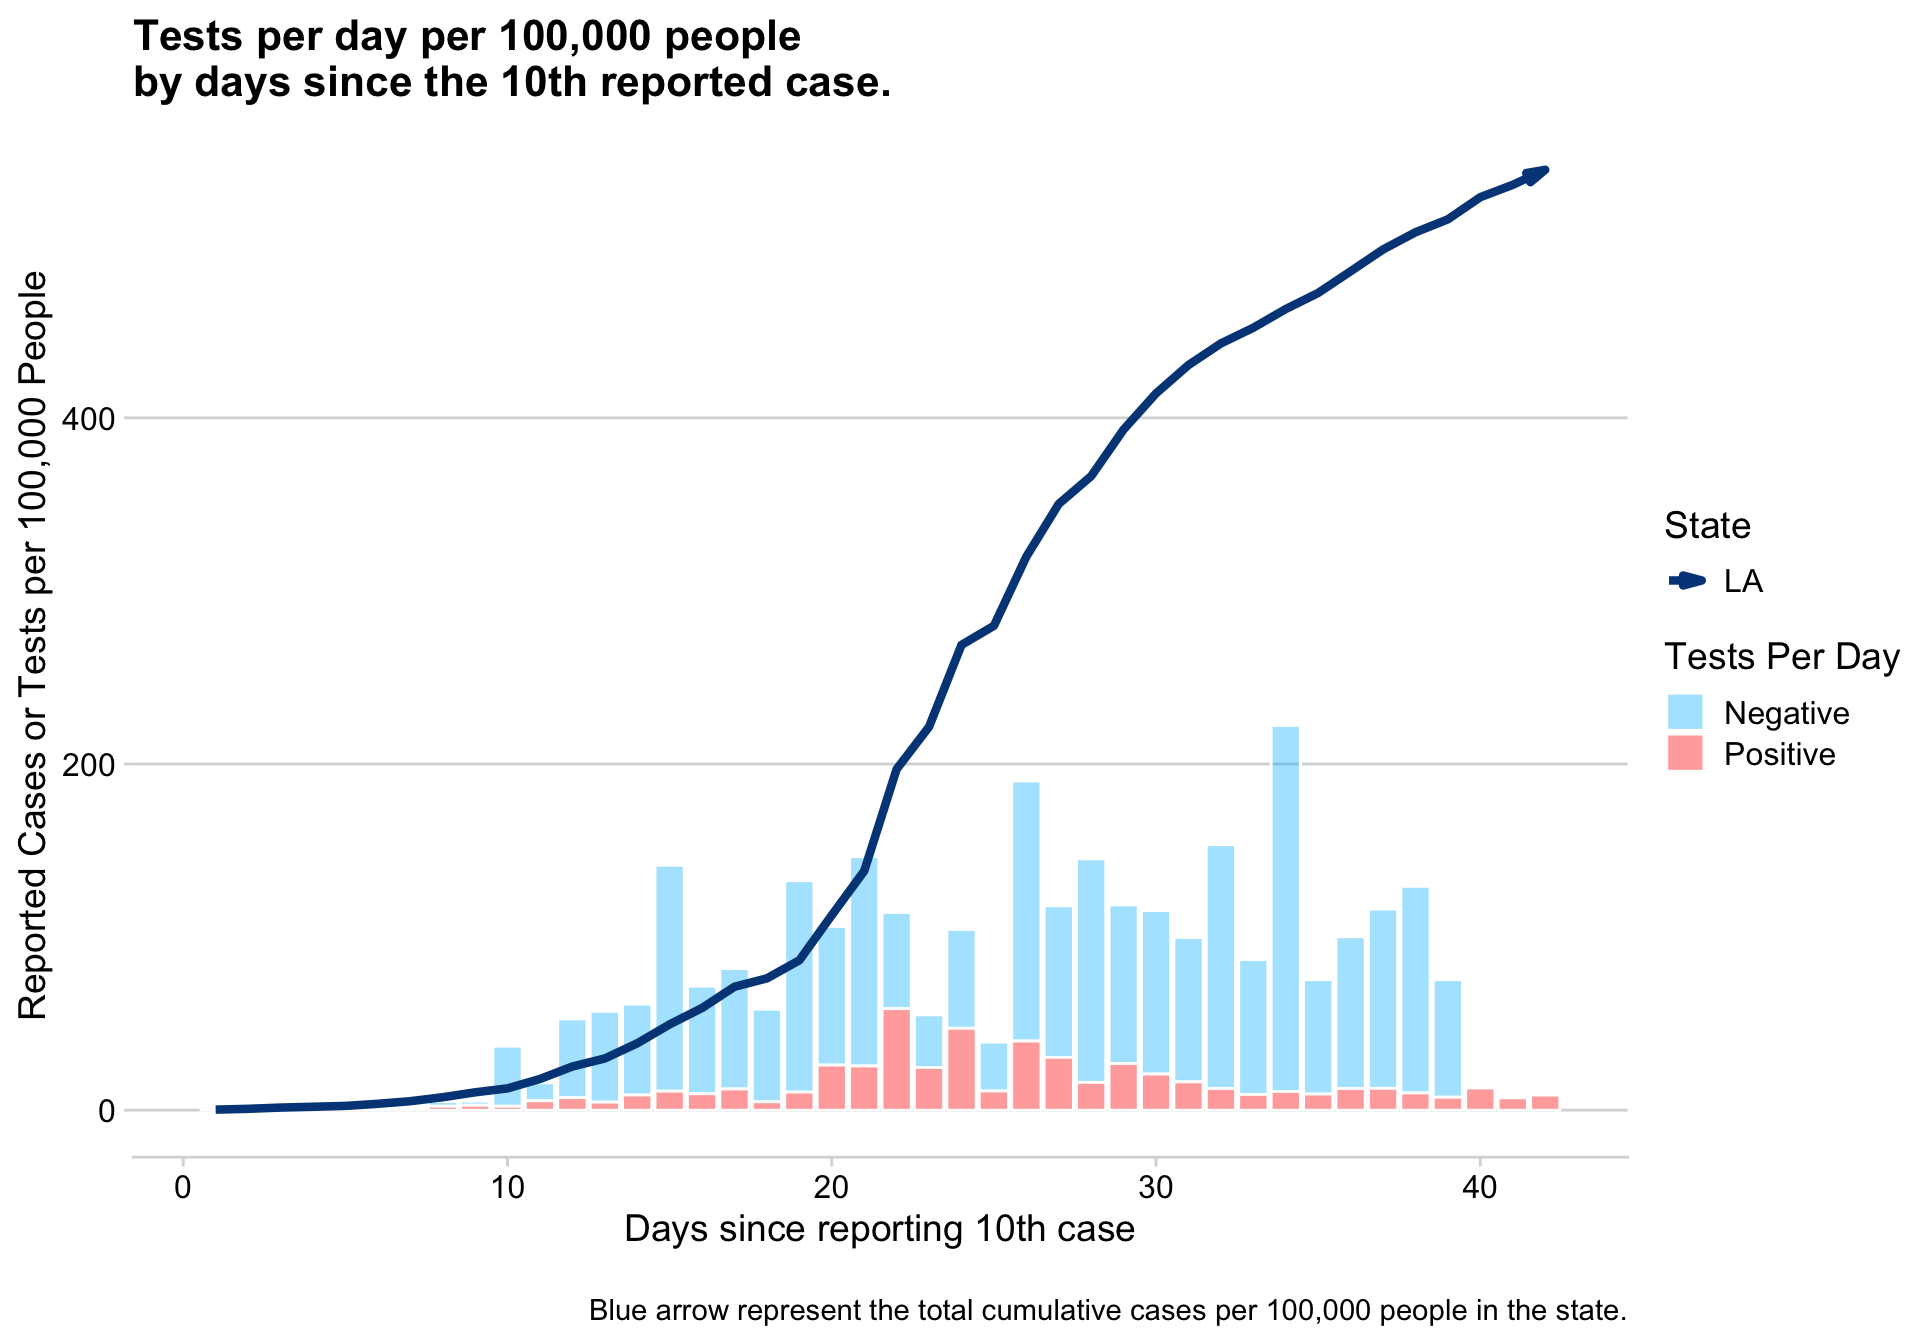 Tests per day per 100,000 people
by days since the 10th reported case.
Reported Cases or Tests per 100,000 People
400
200
0
0
10
20
30
40
Days since reporting 10th case
State
LA
Tests Per Day
Negative
Positive
Blue arrow represent the total cumulative cases per 100,000 people in the state.